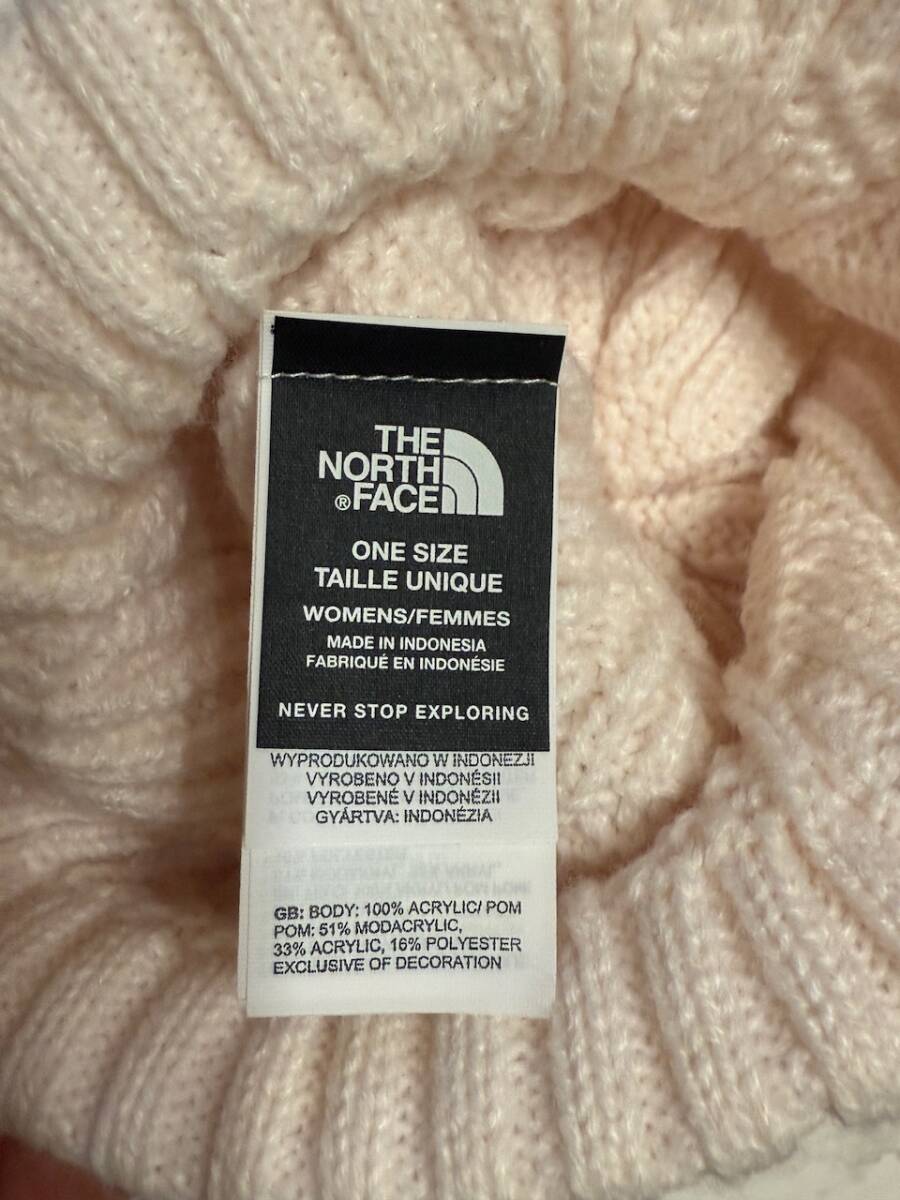 THE
NORTH
®FACE
ONE SIZE
TAILLE UNIQUE
WOMENS/FEMMES
MADE IN INDONESIA
FABRIQUÉ EN INDONÉSIE
NEVER STOP EXPLORING
WYPRODUKOWANO W INDONEZJI
VYROBENO V INDONÉSII
VYROBENÉ V INDONÉZII
GYÁRTVA: INDONÉZIA
GB: BODY: 100% ACRYLIC/ POM
POM: 51% MODACRYLIC,
33% ACRYLIC, 16% POLYESTER
EXCLUSIVE OF DECORATION